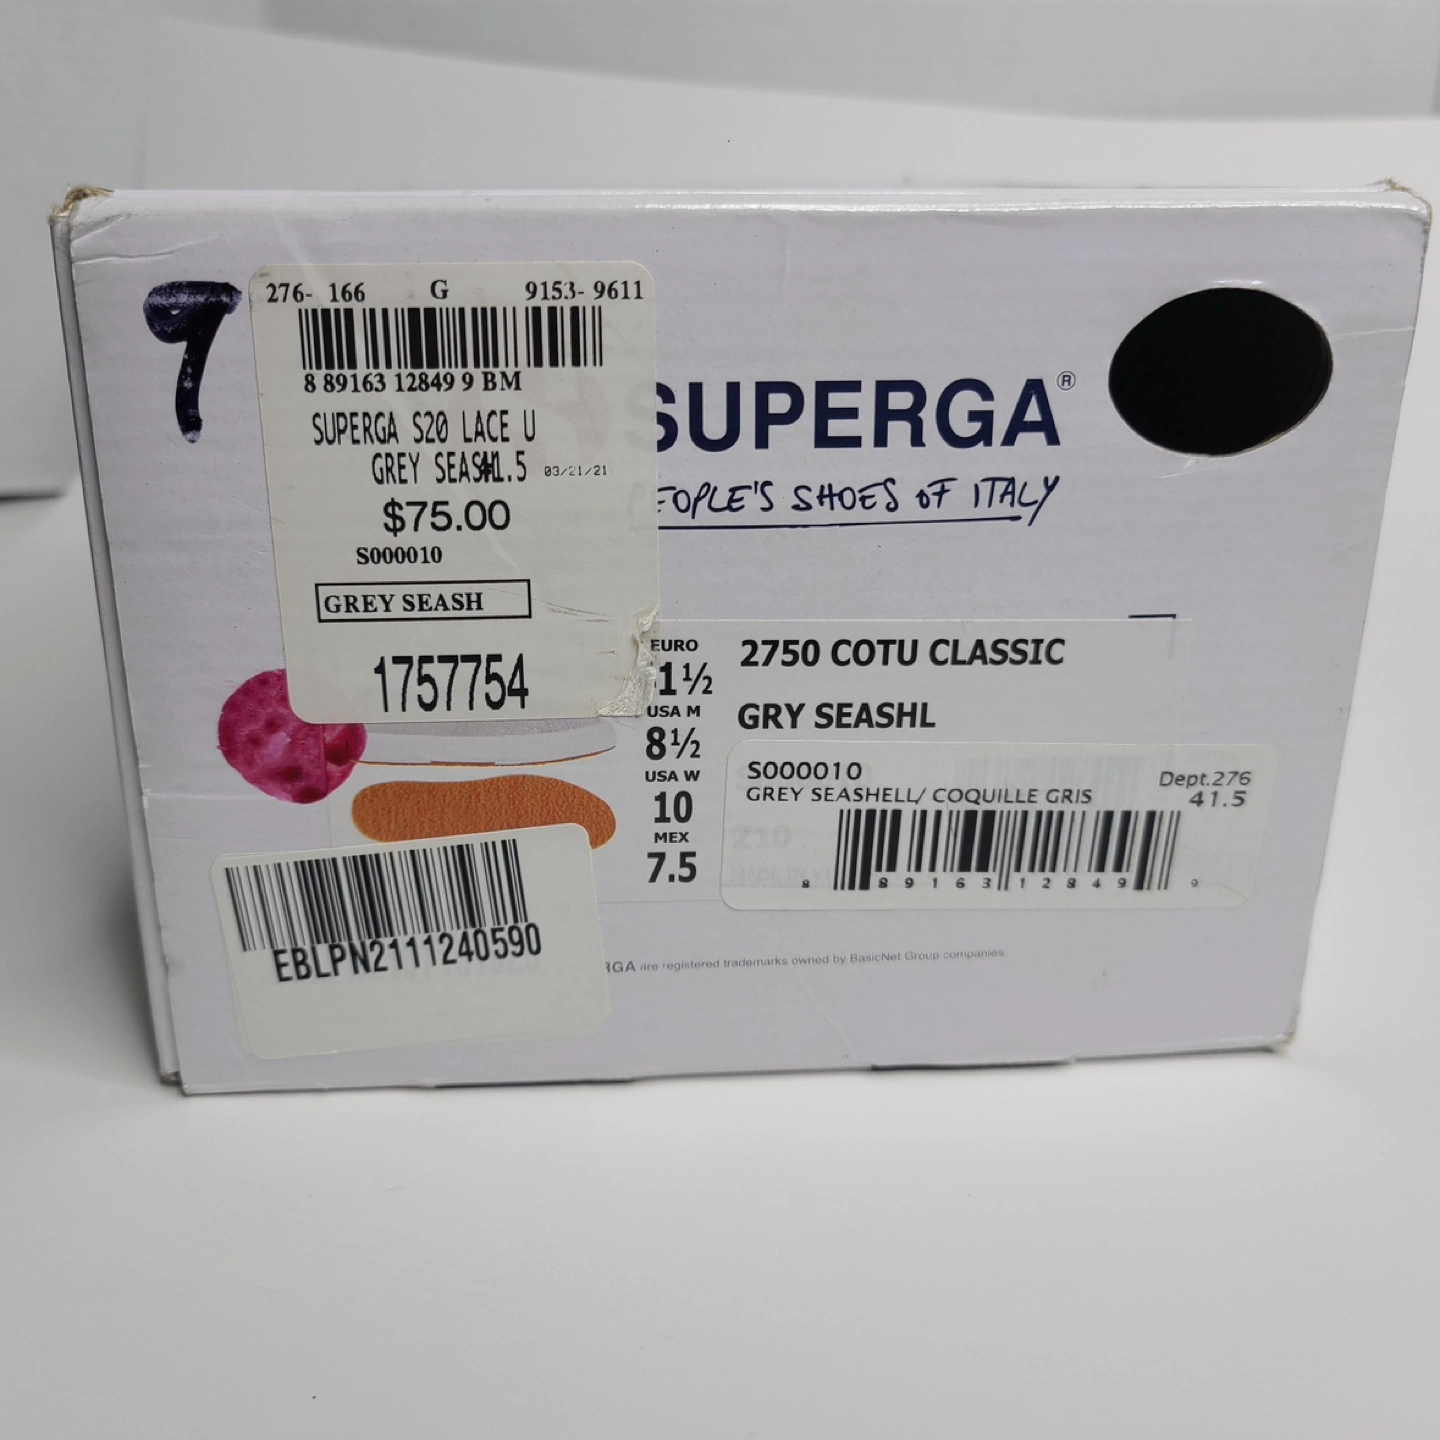 7
276- 166 G 9153- 9611
8 89163 12849 9 BM
SUPERGA S20 LACE U
GREY SEASH 41.5 03/21/21
$75.00
S000010
GREY SEASH
1757754
SUPERGA®
PEOPLE'S SHOES OF ITALY
EURO
1½
USA M
8½
USA W
10
MEX
7.5
2750 COTU CLASSIC
GRY SEASHL
S000010 Dept.276
GREY SEASHELL/ COQUILLE GRIS 41.5
8 89163 12849 9
EBLPN2111240590
RGA are registered trademarks owned by BasicNet Group companies.